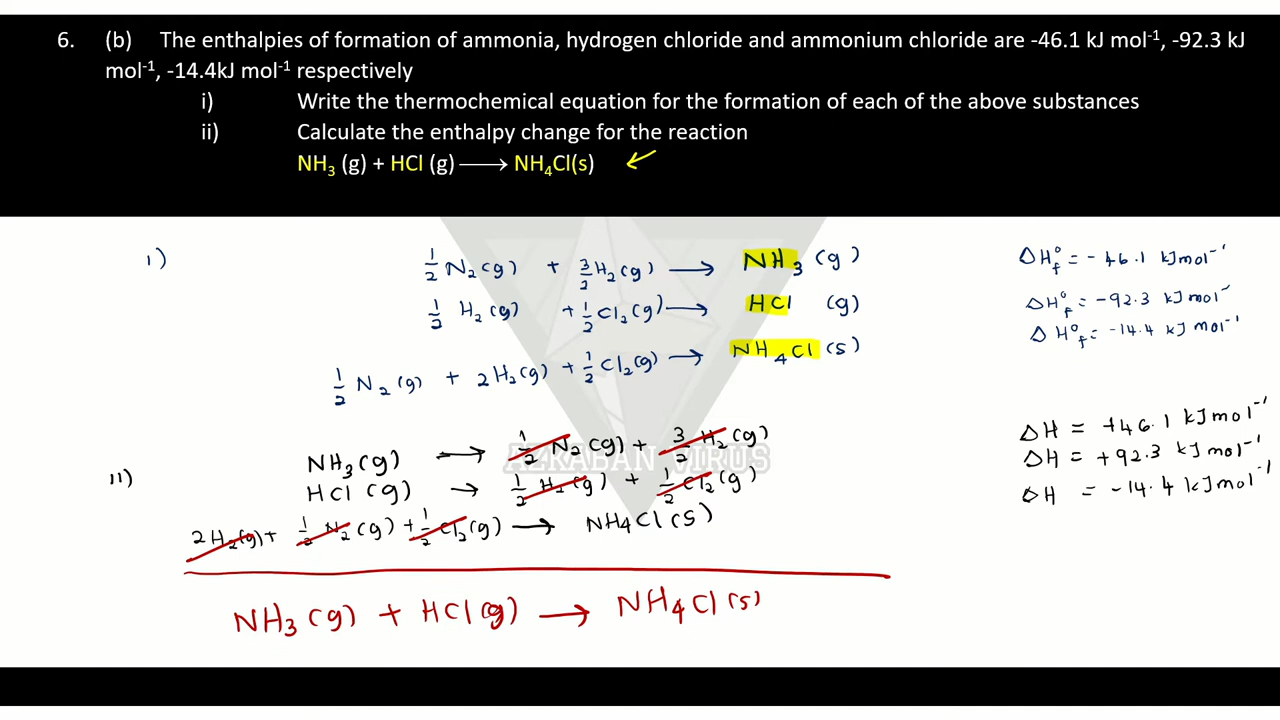 6. (b) The enthalpies of formation of ammonia, hydrogen chloride and ammonium chloride are -46.1 kJ mol⁻¹, -92.3 kJ
mol⁻¹, -14.4kJ mol⁻¹ respectively
i) Write the thermochemical equation for the formation of each of the above substances
ii) Calculate the enthalpy change for the reaction
NH₃ (g) + HCl (g) ⟶ NH₄Cl(s)
i) ½ N₂(g) + 3/2 H₂(g) → NH₃ (g) ΔH°f = -46.1 kJmol⁻¹
½ H₂(g) + ½ Cl₂(g) → HCl (g) ΔH°f = -92.3 kJ mol⁻
½ N₂(g) + 2H₂(g) + ½ Cl₂(g) → NH₄Cl(s) ΔH°f = -14.4 kJ mol⁻¹
ii) NH₃(g) → ½ N₂(g) + 3/2 H₂(g) ΔH = +46.1 kJmol⁻¹
HCl(g) → ½ H₂(g) + ½ Cl₂(g) ΔH = +92.3 kJmol⁻¹
2H₂(g) + ½ N₂(g) + ½ Cl₂(g) → NH₄Cl(s) ΔH = -14.4 kJmol⁻¹
AZKABAN VIRUS
NH₃(g) + HCl(g) → NH₄Cl(s)